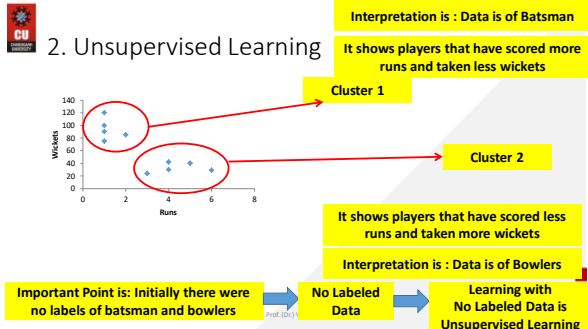 CU
CHANDIGARH
UNIVERSITY
2. Unsupervised Learning
Interpretation is : Data is of Batsman
It shows players that have scored more
runs and taken less wickets
Cluster 1
140
120
100
80
60
40
20
0
Wickets
0 2 4 6 8
Runs
Cluster 2
It shows players that have scored less
runs and taken more wickets
Interpretation is : Data is of Bowlers
Important Point is: Initially there were
no labels of batsman and bowlers
No Labeled
Data
Learning with
No Labeled Data is
Unsupervised Learning
Prof.(Dr.)